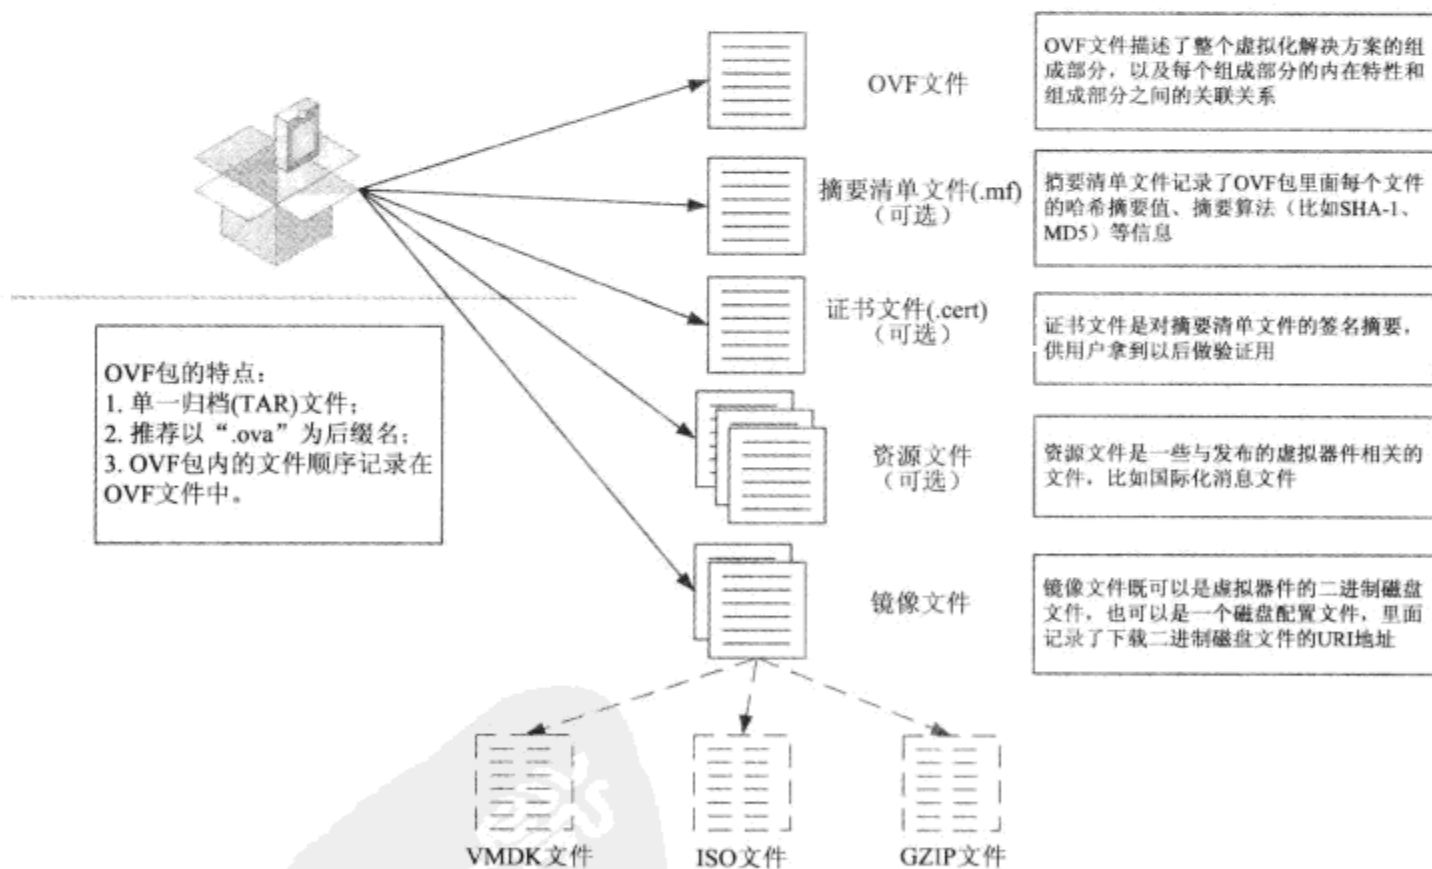 OVF文件
OVF文件描述了整个虚拟化解决方案的组
成部分，以及每个组成部分的内在特性和
组成部分之间的关联关系
摘要清单文件(.mf)
（可选）
摘要清单文件记录了OVF包里面每个文件
的哈希摘要值、摘要算法（比如SHA-1、
MD5）等信息
证书文件(.cert)
（可选）
证书文件是对摘要清单文件的签名摘要，
供用户拿到以后做验证用
OVF包的特点：
1. 单一归档(TAR)文件；
2. 推荐以“.ova”为后缀名；
3. OVF包内的文件顺序记录在
OVF文件中。
资源文件
（可选）
资源文件是一些与发布的虚拟器件相关的
文件，比如国际化消息文件
镜像文件
镜像文件既可以是虚拟器件的二进制磁盘
文件，也可以是一个磁盘配置文件，里面
记录了下载二进制磁盘文件的URI地址
VMDK文件
ISO文件
GZIP文件